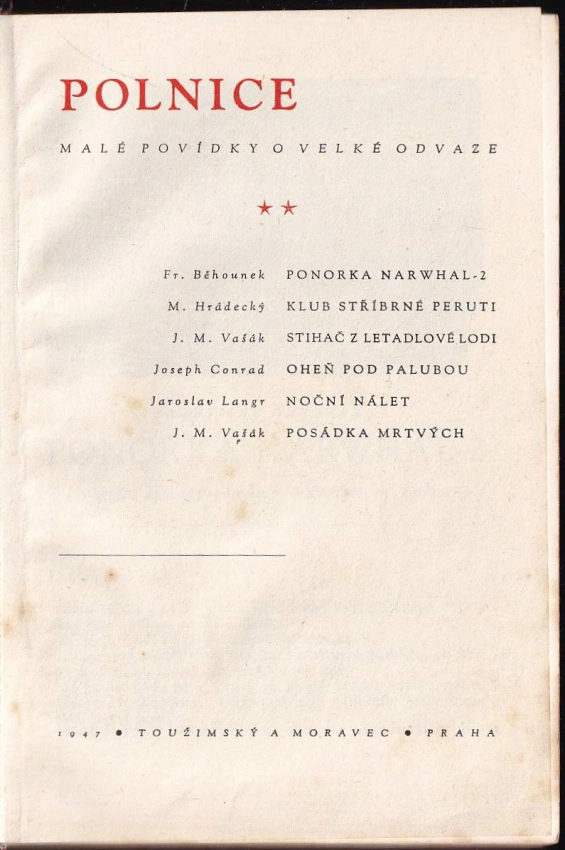 POLNICE
MALÉ POVÍDKY O VELKÉ ODVAZE
Fr. Běhounek PONORKA NARWHAL-2
M. Hrádecký KLUB STŘÍBRNÉ PERUTI
J. M. Vašák STIHAČ Z LETADLOVÉ LODI
Joseph Conrad OHEŇ POD PALUBOU
Jaroslav Langr NOČNÍ NÁLET
J. M. Vašák POSÁDKA MRTVÝCH
1947 • TOUŽIMSKÝ A MORAVEC • PRAHA